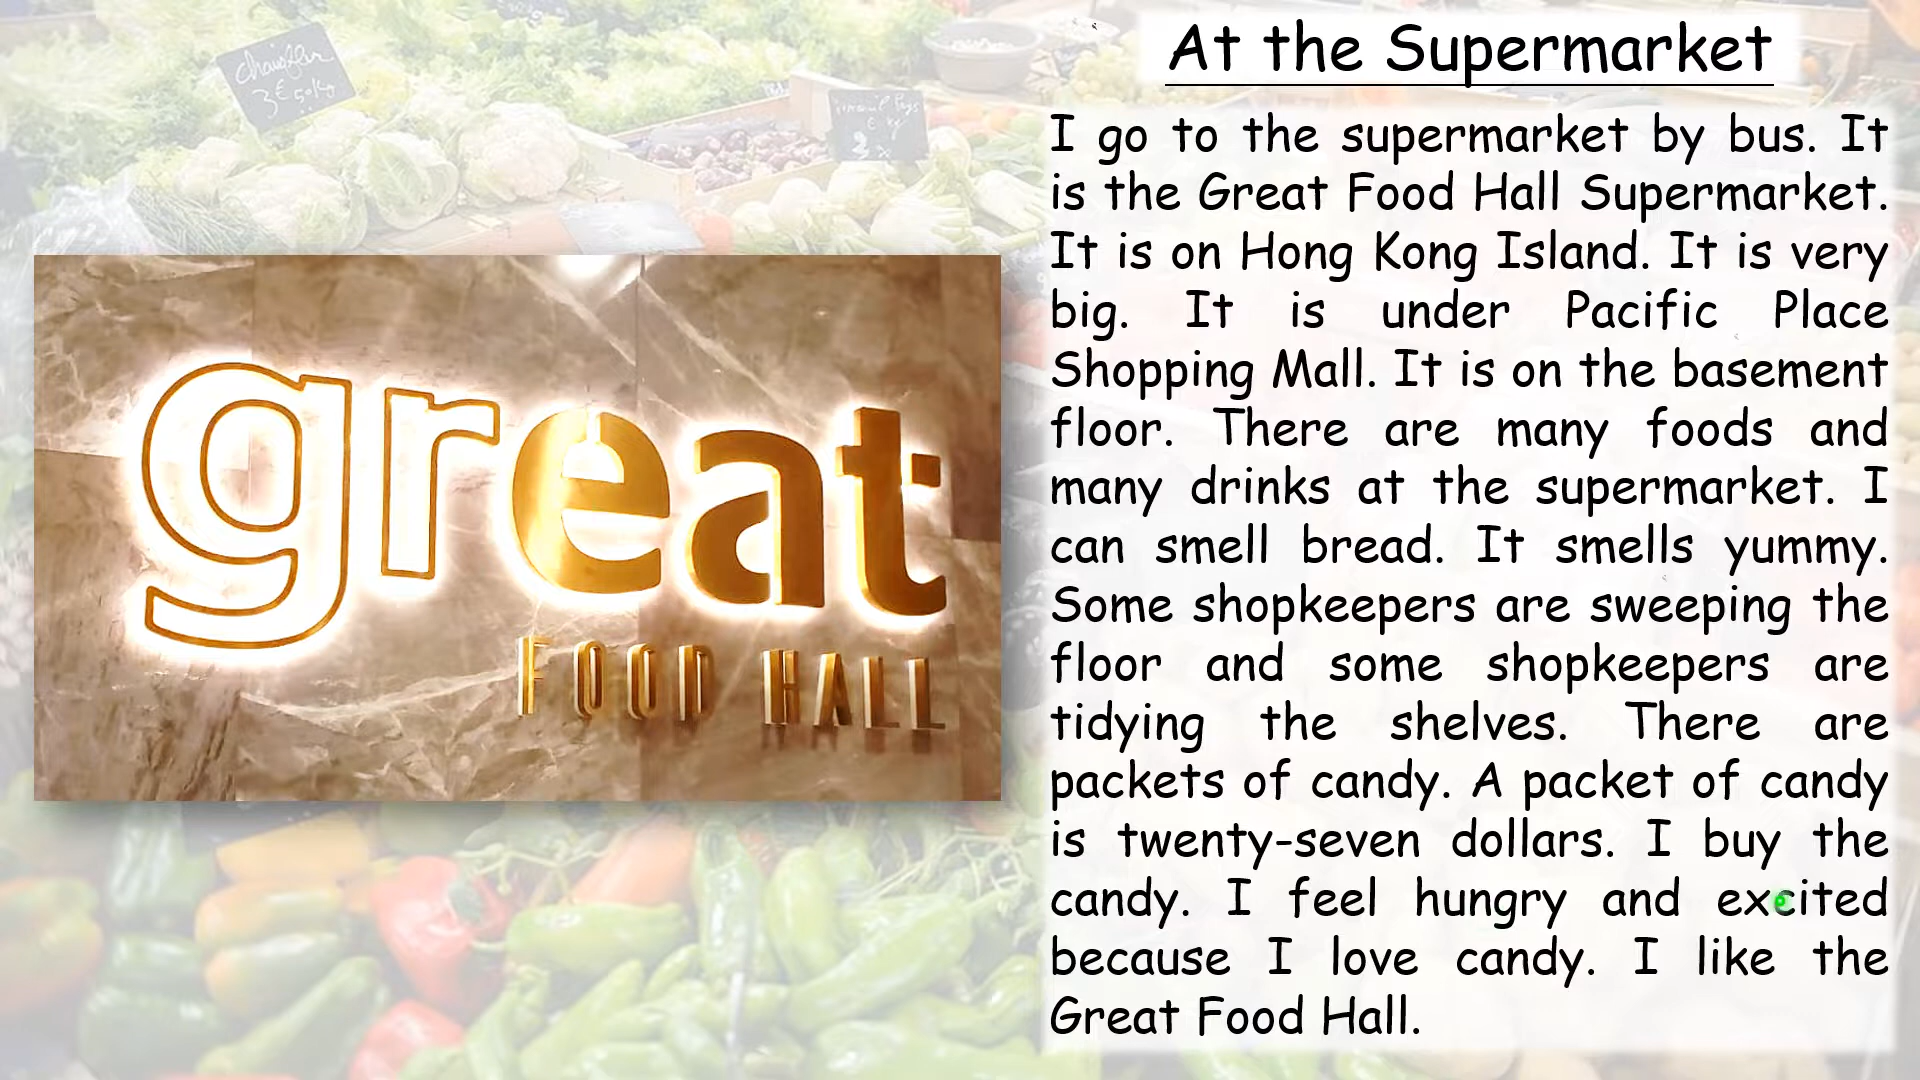 At the Supermarket
I go to the supermarket by bus. It
is the Great Food Hall Supermarket.
It is on Hong Kong Island. It is very
big. It is under Pacific Place
Shopping Mall. It is on the basement
floor. There are many foods and
many drinks at the supermarket. I
can smell bread. It smells yummy.
Some shopkeepers are sweeping the
floor and some shopkeepers are
tidying the shelves. There are
packets of candy. A packet of candy
is twenty-seven dollars. I buy the
candy. I feel hungry and excited
because I love candy. I like the
Great Food Hall.
great
FOOD HALL